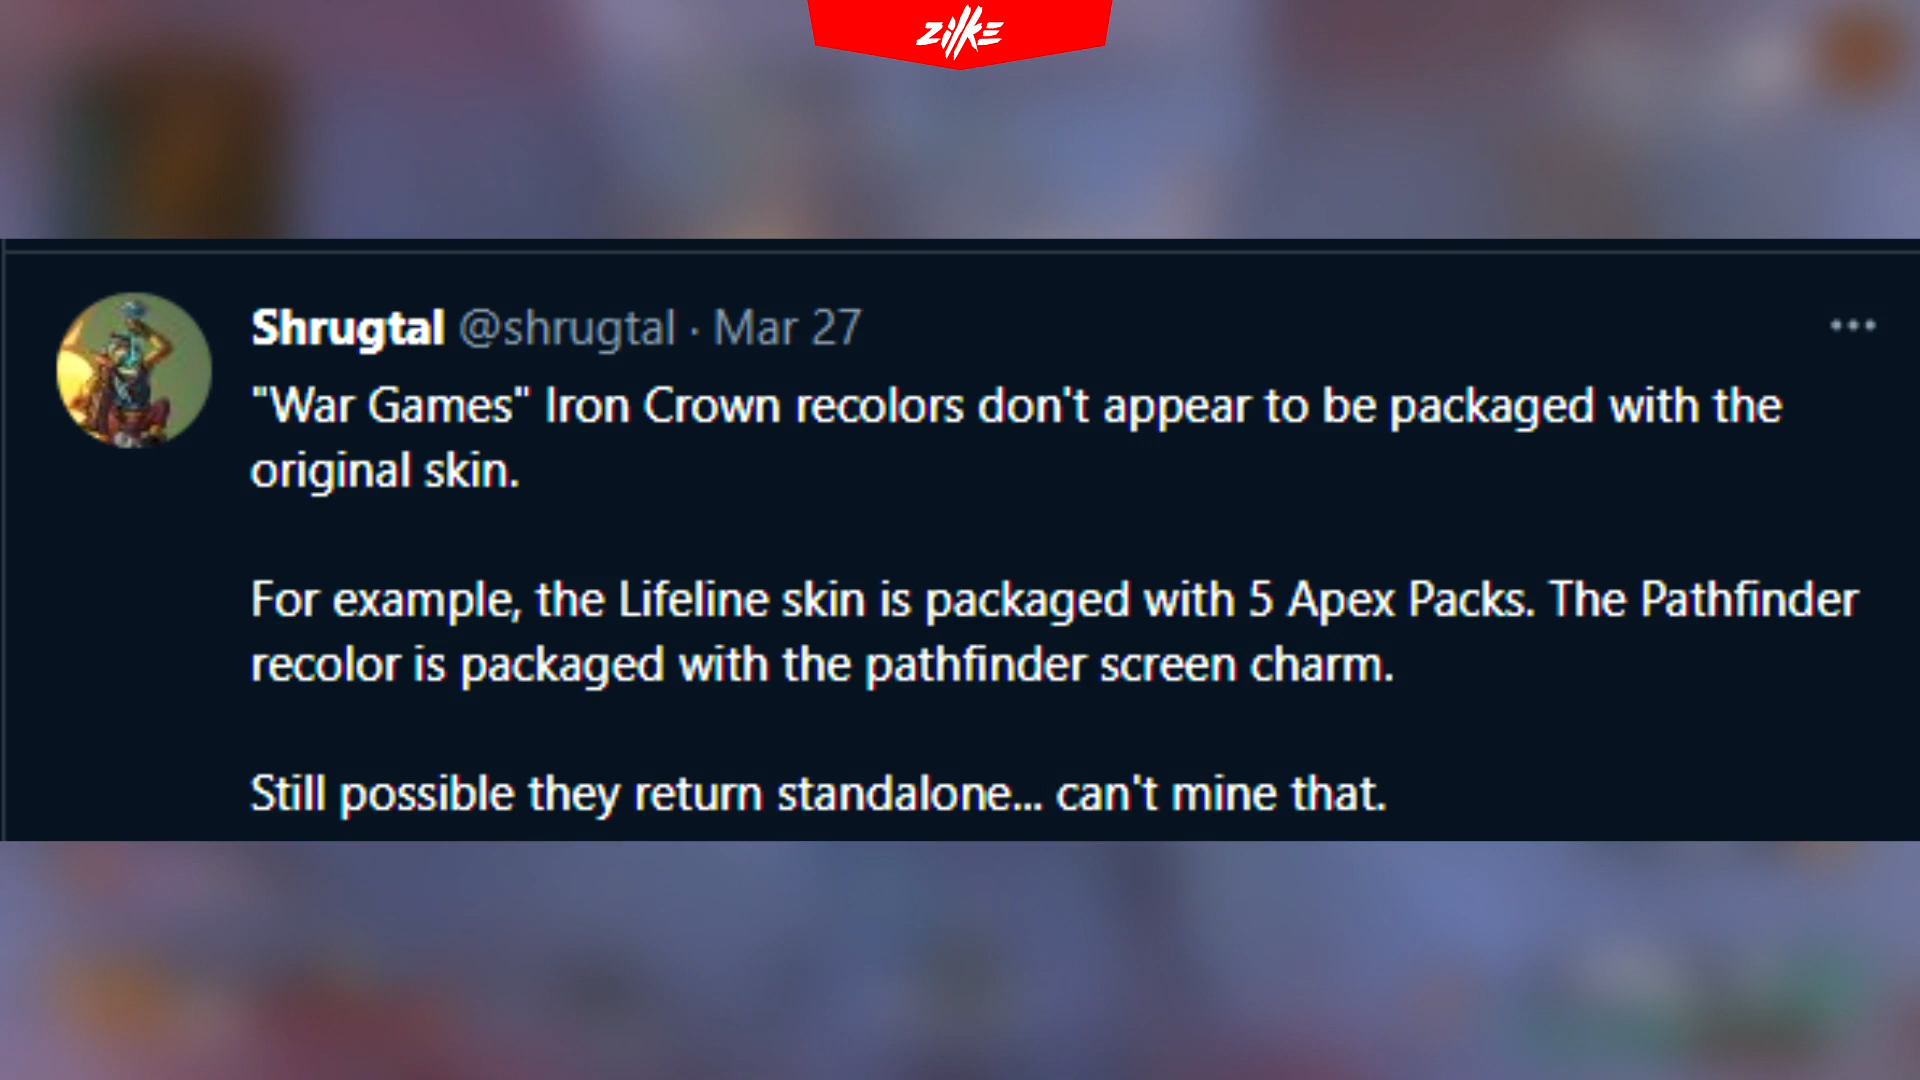 ZilKE
Shrugtal @shrugtal · Mar 27
"War Games" Iron Crown recolors don't appear to be packaged with the
original skin.
For example, the Lifeline skin is packaged with 5 Apex Packs. The Pathfinder
recolor is packaged with the pathfinder screen charm.
Still possible they return standalone... can't mine that.